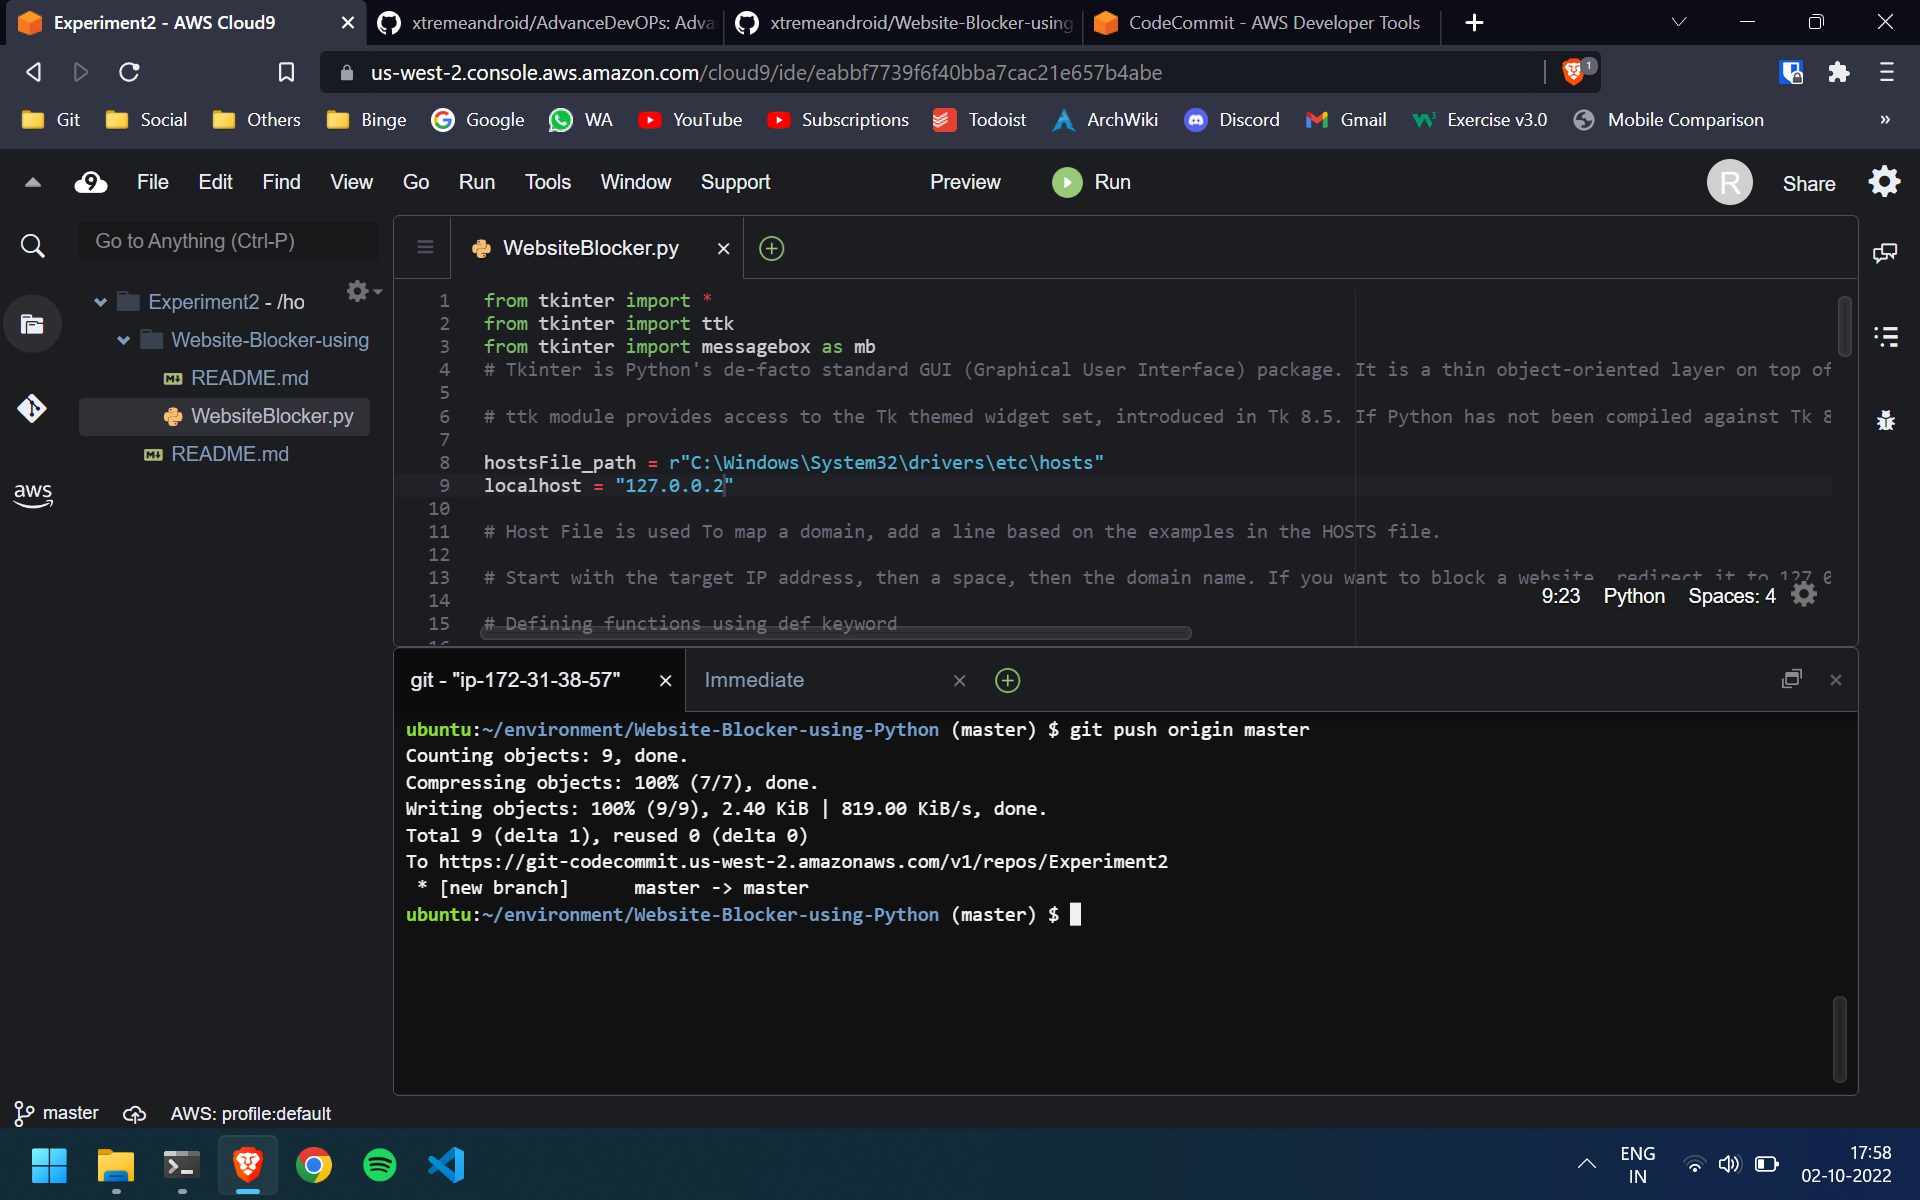 Experiment2 - AWS Cloud9
xtremeandroid/AdvanceDevOPs: Adva
xtremeandroid/Website-Blocker-using
CodeCommit - AWS Developer Tools
us-west-2.console.aws.amazon.com/cloud9/ide/eabbf7739f6f40bba7cac21e657b4abe
1
Git Social Others Binge Google WA YouTube Subscriptions Todoist ArchWiki Discord Gmail Exercise v3.0 Mobile Comparison »
9 File Edit Find View Go Run Tools Window Support Preview Run R Share
Go to Anything (Ctrl-P)
WebsiteBlocker.py
Experiment2 - /ho
Website-Blocker-using
README.md
WebsiteBlocker.py
README.md
aws
1 from tkinter import *
2 from tkinter import ttk
3 from tkinter import messagebox as mb
4 # Tkinter is Python's de-facto standard GUI (Graphical User Interface) package. It is a thin object-oriented layer on top of
5
6 # ttk module provides access to the Tk themed widget set, introduced in Tk 8.5. If Python has not been compiled against Tk 8
7
8 hostsFile_path = r"C:\Windows\System32\drivers\etc\hosts"
9 localhost = "127.0.0.2"
10
11 # Host File is used To map a domain, add a line based on the examples in the HOSTS file.
12
13 # Start with the target IP address, then a space, then the domain name. If you want to block a website, redirect it to 127.0
14
15 # Defining functions using def keyword
9:23 Python Spaces: 4
git - "ip-172-31-38-57"
Immediate
ubuntu:~/environment/Website-Blocker-using-Python (master) $ git push origin master
Counting objects: 9, done.
Compressing objects: 100% (7/7), done.
Writing objects: 100% (9/9), 2.40 KiB | 819.00 KiB/s, done.
Total 9 (delta 1), reused 0 (delta 0)
To https://git-codecommit.us-west-2.amazonaws.com/v1/repos/Experiment2
* [new branch] master -> master
ubuntu:~/environment/Website-Blocker-using-Python (master) $
master AWS: profile:default
ENG
IN
17:58
02-10-2022